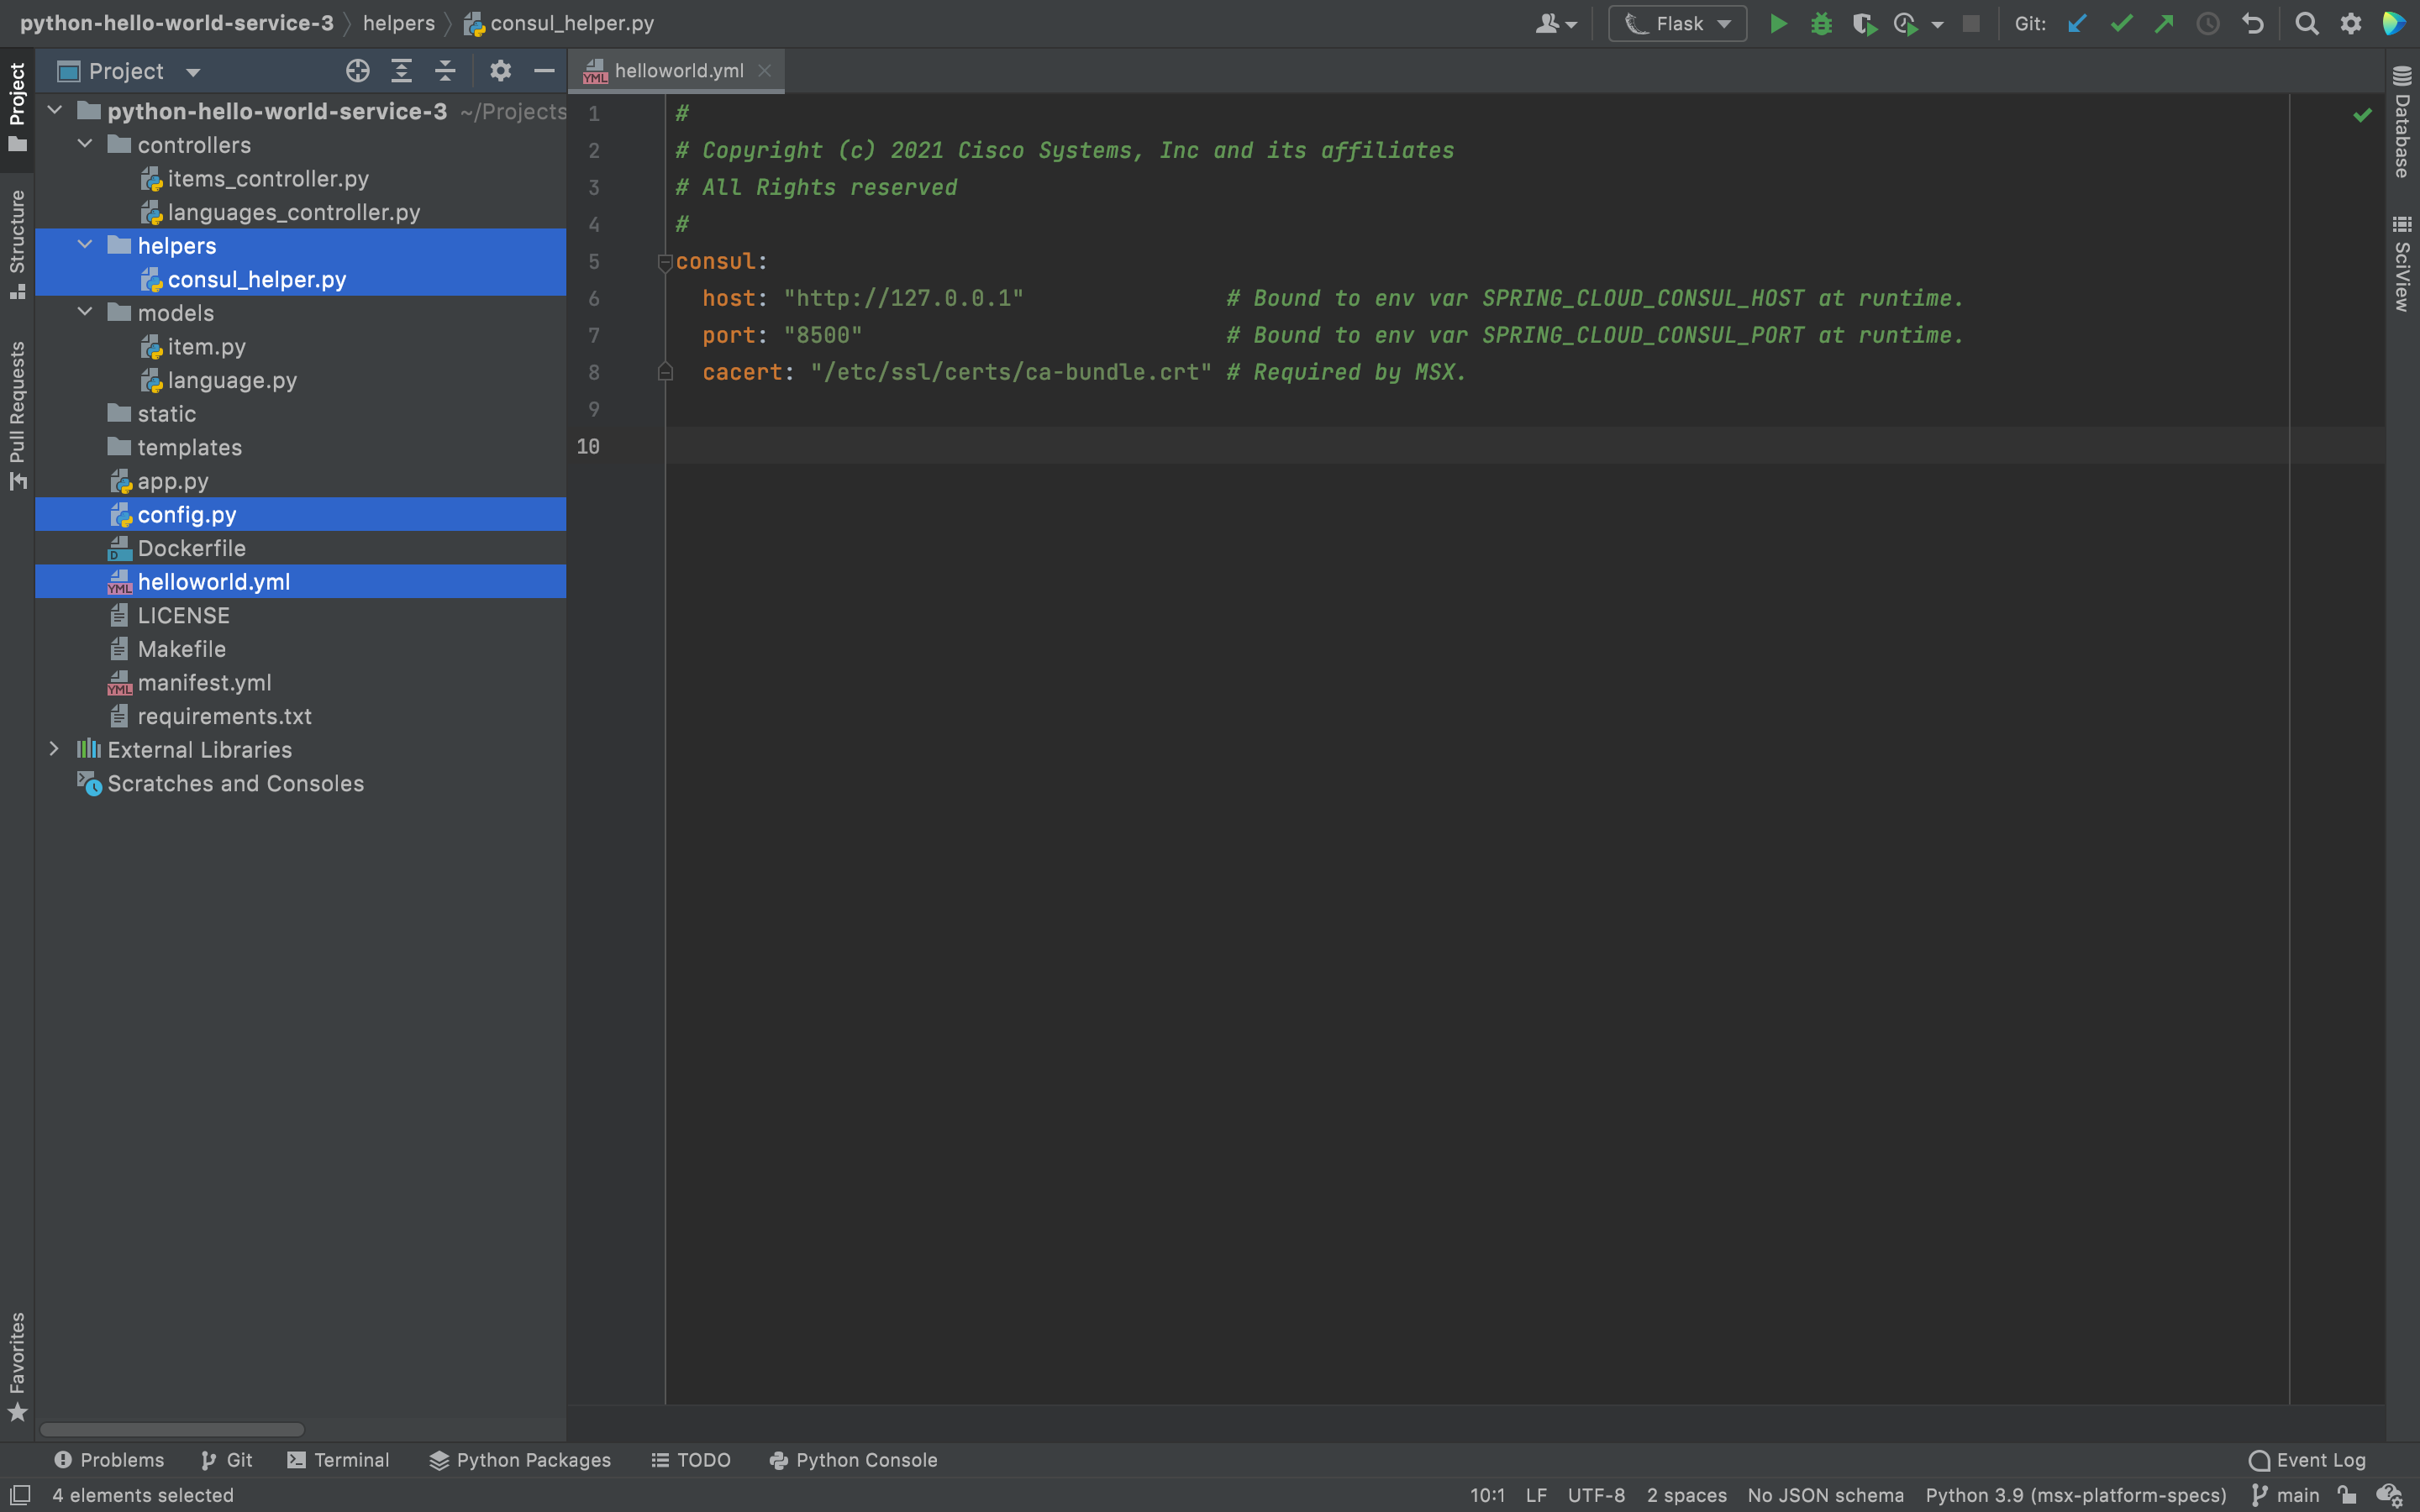 python-hello-world-service-3 helpers consul_helper.py
Flask
Git:
Project
helloworld.yml
Project
Structure
Pull Requests
Favorites
python-hello-world-service-3 ~/Projects
controllers
items_controller.py
languages_controller.py
helpers
consul_helper.py
models
item.py
language.py
static
templates
app.py
config.py
Dockerfile
helloworld.yml
LICENSE
Makefile
manifest.yml
requirements.txt
External Libraries
Scratches and Consoles
1 #
2 # Copyright (c) 2021 Cisco Systems, Inc and its affiliates
3 # All Rights reserved
4 #
5 consul:
6 host: "http://127.0.0.1" # Bound to env var SPRING_CLOUD_CONSUL_HOST at runtime.
7 port: "8500" # Bound to env var SPRING_CLOUD_CONSUL_PORT at runtime.
8 cacert: "/etc/ssl/certs/ca-bundle.crt" # Required by MSX.
9
10
Database
SciView
Problems Git Terminal Python Packages TODO Python Console Event Log
4 elements selected 10:1 LF UTF-8 2 spaces No JSON schema Python 3.9 (msx-platform-specs) main